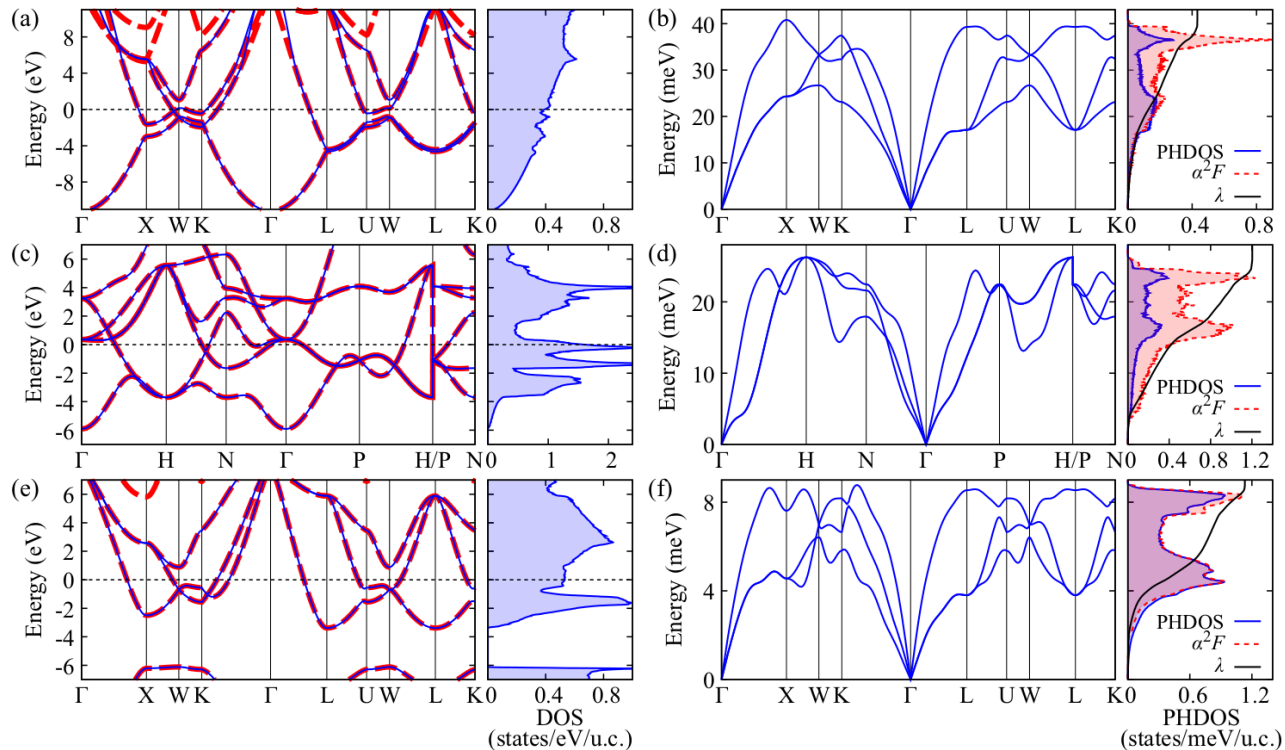 (a)
Energy (eV)
8
4
0
-4
-8
Γ X W K Γ L U W L K
0 0.4 0.8
(b)
Energy (meV)
40
30
20
10
0
Γ X W K Γ L U W L K
PHDOS
α²F
λ
0 0.4 0.8
(c)
Energy (eV)
6
4
2
0
-2
-4
-6
Γ H N Γ P H/P N
0 1 2
(d)
Energy (meV)
20
10
0
Γ H N Γ P H/P N
PHDOS
α²F
λ
0 0.4 0.8 1.2
(e)
Energy (eV)
6
4
2
0
-2
-4
-6
Γ X W K Γ L U W L K
0 0.4 0.8
DOS
(states/eV/u.c.)
(f)
Energy (meV)
8
4
0
Γ X W K Γ L U W L K
PHDOS
α²F
λ
0 0.6 1.2
PHDOS
(states/meV/u.c.)